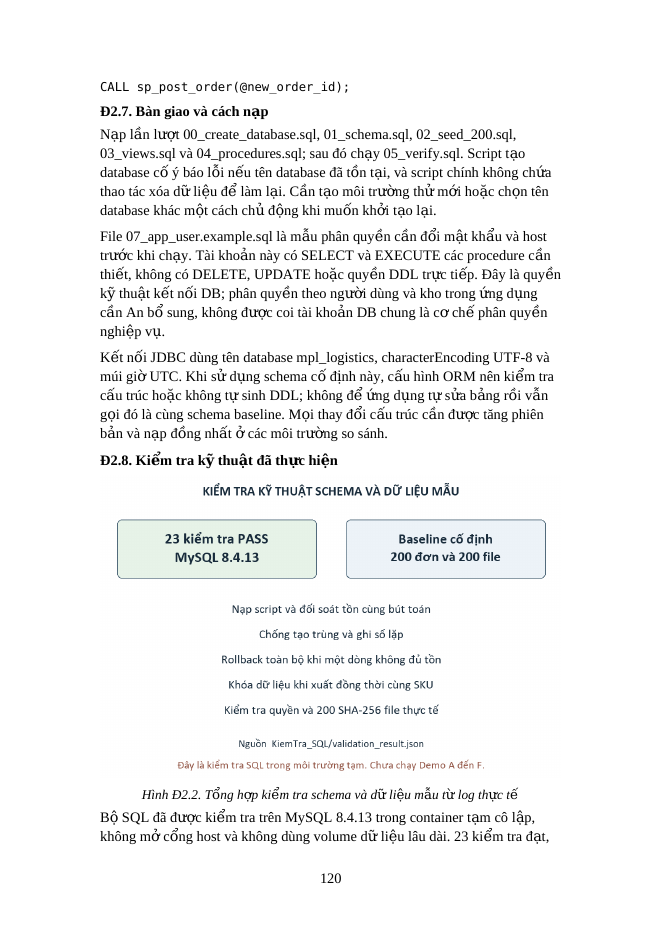 CALL sp_post_order(@new_order_id);
Đ2.7. Bàn giao và cách nạp
Nạp lần lượt 00_create_database.sql, 01_schema.sql, 02_seed_200.sql,
03_views.sql và 04_procedures.sql; sau đó chạy 05_verify.sql. Script tạo
database cố ý báo lỗi nếu tên database đã tồn tại, và script chính không chứa
thao tác xóa dữ liệu để làm lại. Cần tạo môi trường thử mới hoặc chọn tên
database khác một cách chủ động khi muốn khởi tạo lại.
File 07_app_user.example.sql là mẫu phân quyền cần đổi mật khẩu và host
trước khi chạy. Tài khoản này có SELECT và EXECUTE các procedure cần
thiết, không có DELETE, UPDATE hoặc quyền DDL trực tiếp. Đây là quyền
kỹ thuật kết nối DB; phân quyền theo người dùng và kho trong ứng dụng
cần An bổ sung, không được coi tài khoản DB chung là cơ chế phân quyền
nghiệp vụ.
Kết nối JDBC dùng tên database mpl_logistics, characterEncoding UTF-8 và
múi giờ UTC. Khi sử dụng schema cố định này, cấu hình ORM nên kiểm tra
cấu trúc hoặc không tự sinh DDL; không để ứng dụng tự sửa bảng rồi vẫn
gọi đó là cùng schema baseline. Mọi thay đổi cấu trúc cần được tăng phiên
bản và nạp đồng nhất ở các môi trường so sánh.
Đ2.8. Kiểm tra kỹ thuật đã thực hiện
KIỂM TRA KỸ THUẬT SCHEMA VÀ DỮ LIỆU MẪU
23 kiểm tra PASS
MySQL 8.4.13
Baseline cố định
200 đơn và 200 file
Nạp script và đối soát tồn cùng bút toán
Chống tạo trùng và ghi sổ lặp
Rollback toàn bộ khi một dòng không đủ tồn
Khóa dữ liệu khi xuất đồng thời cùng SKU
Kiểm tra quyền và 200 SHA-256 file thực tế
Nguồn KiemTra_SQL/validation_result.json
Đây là kiểm tra SQL trong môi trường tạm. Chưa chạy Demo A đến F.
Hình Đ2.2. Tổng hợp kiểm tra schema và dữ liệu mẫu từ log thực tế
Bộ SQL đã được kiểm tra trên MySQL 8.4.13 trong container tạm cô lập,
không mở cổng host và không dùng volume dữ liệu lâu dài. 23 kiểm tra đạt,
120